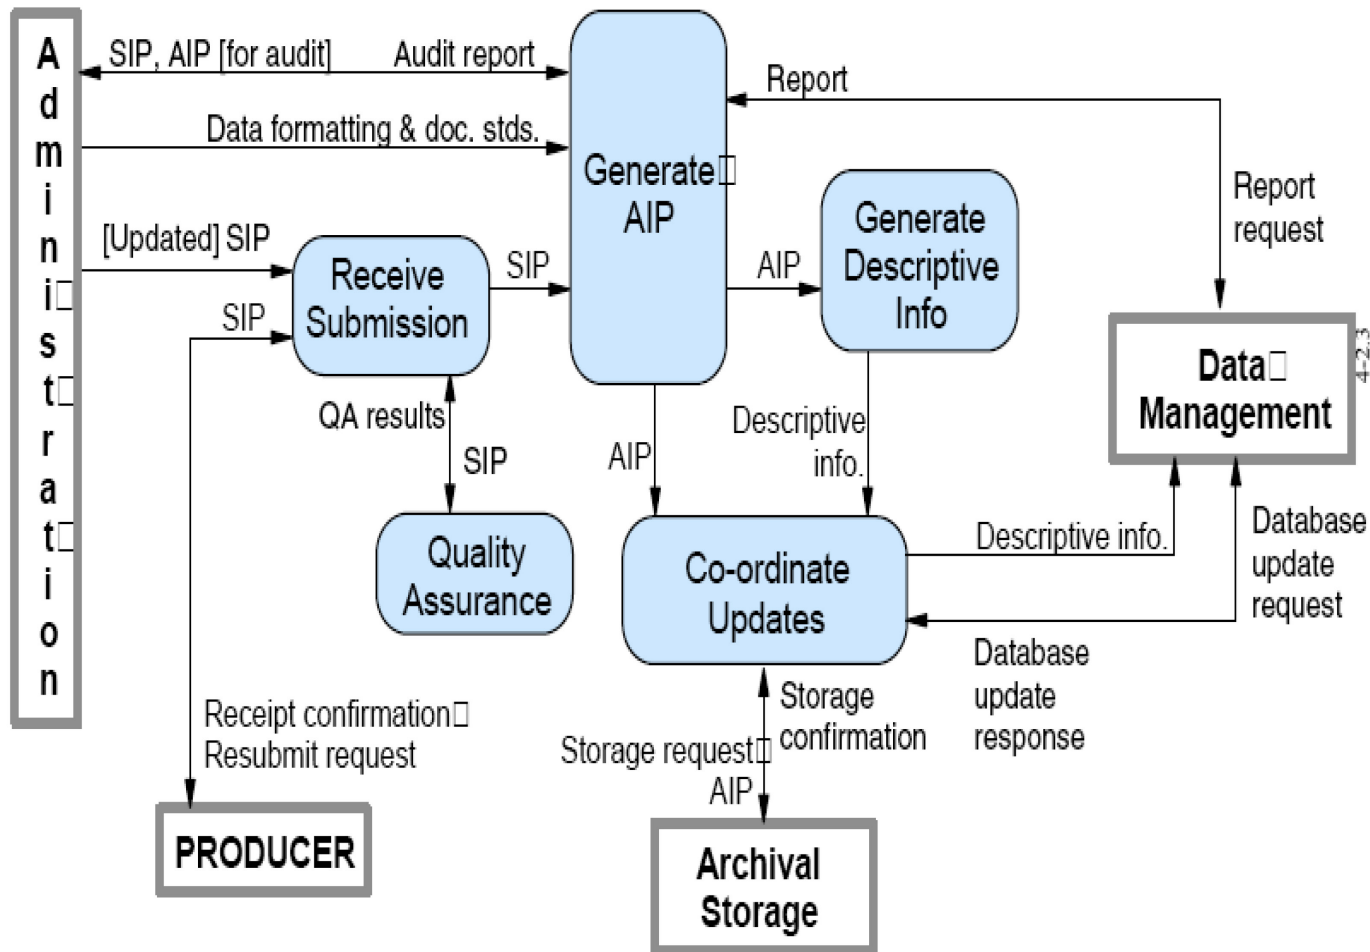 Administration
SIP, AIP [for audit]
Audit report
Data formatting & doc. stds.
[Updated] SIP
SIP
Receive
Submission
SIP
QA results
SIP
Quality
Assurance
Receipt confirmation
Resubmit request
PRODUCER
Generate
AIP
Report
Report
request
AIP
Generate
Descriptive
Info
Data
Management
4-2.3
AIP
Descriptive
info.
Co-ordinate
Updates
Descriptive info.
Database
update
request
Database
update
response
Storage
confirmation
Storage request
AIP
Archival
Storage